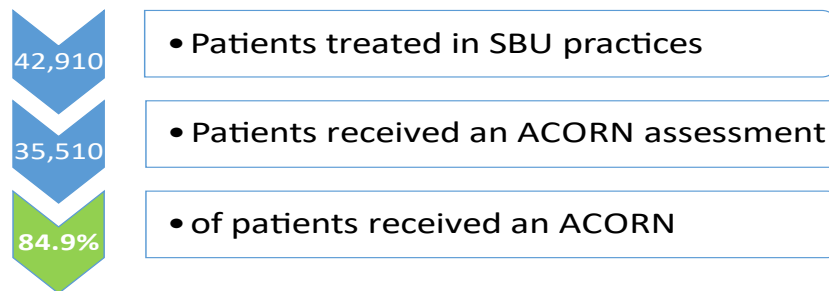 42,910
• Patients treated in SBU practices
35,510
• Patients received an ACORN assessment
84.9%
• of patients received an ACORN